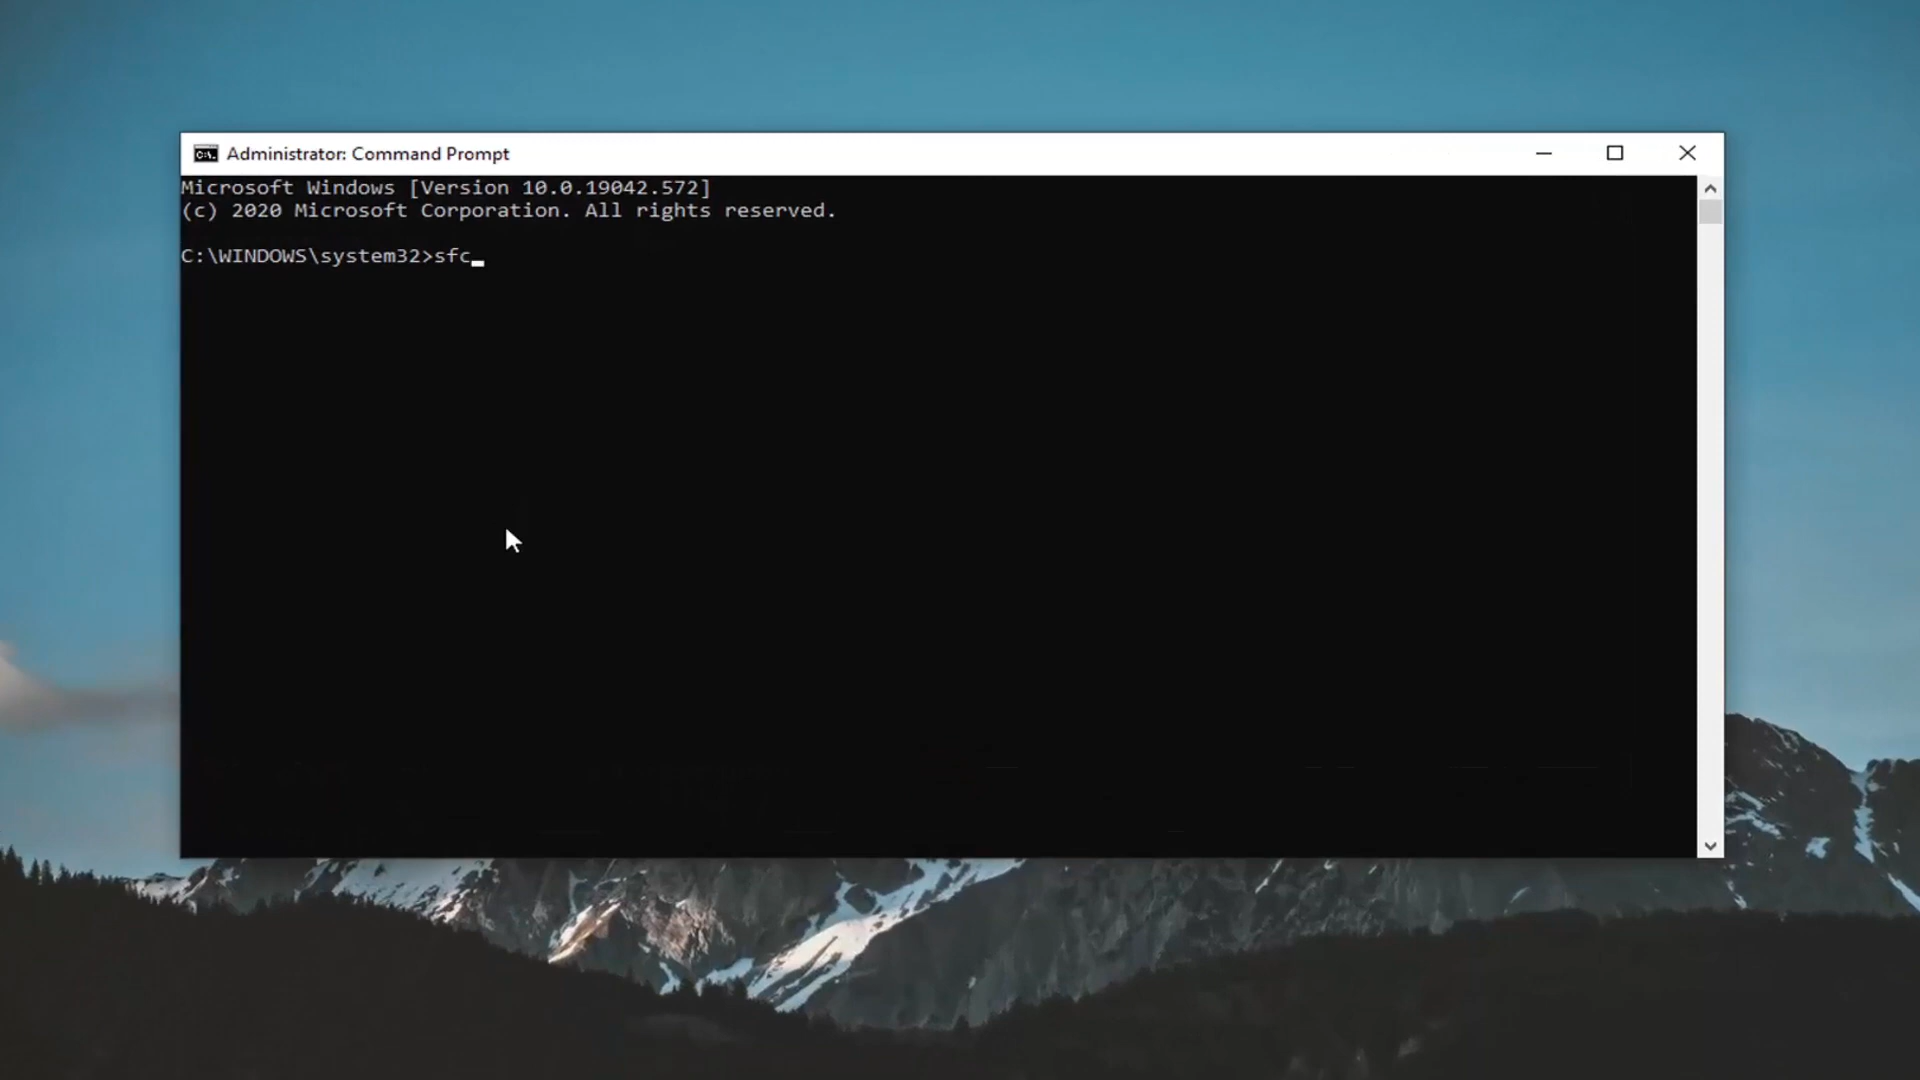 Administrator: Command Prompt
Microsoft Windows [Version 10.0.19042.572]
(c) 2020 Microsoft Corporation. All rights reserved.
C:\WINDOWS\system32>sfc